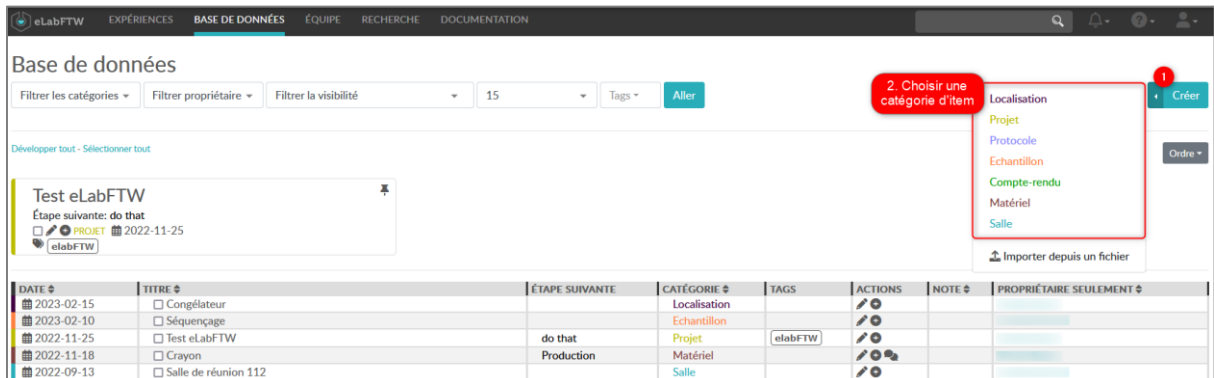 eLabFTW EXPÉRIENCES BASE DE DONNÉES ÉQUIPE RECHERCHE DOCUMENTATION
Base de données
Filtrer les catégories Filtrer propriétaire Filtrer la visibilité 15 Tags Aller
1
Créer
2. Choisir une
catégorie d'item
Localisation
Projet
Protocole
Echantillon
Compte-rendu
Matériel
Salle
Importer depuis un fichier
Développer tout - Sélectionner tout
Ordre
Test eLabFTW
Étape suivante: do that
PROJET 2022-11-25
elabFTW
DATE TITRE ÉTAPE SUIVANTE CATÉGORIE TAGS ACTIONS NOTE PROPRIÉTAIRE SEULEMENT
2023-02-15 Congélateur Localisation
2023-02-10 Séquençage Echantillon
2022-11-25 Test eLabFTW do that Projet elabFTW
2022-11-18 Crayon Production Matériel
2022-09-13 Salle de réunion 112 Salle